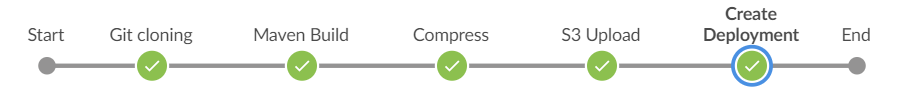 Start
Git cloning
Maven Build
Compress
S3 Upload
Create
Deployment
End